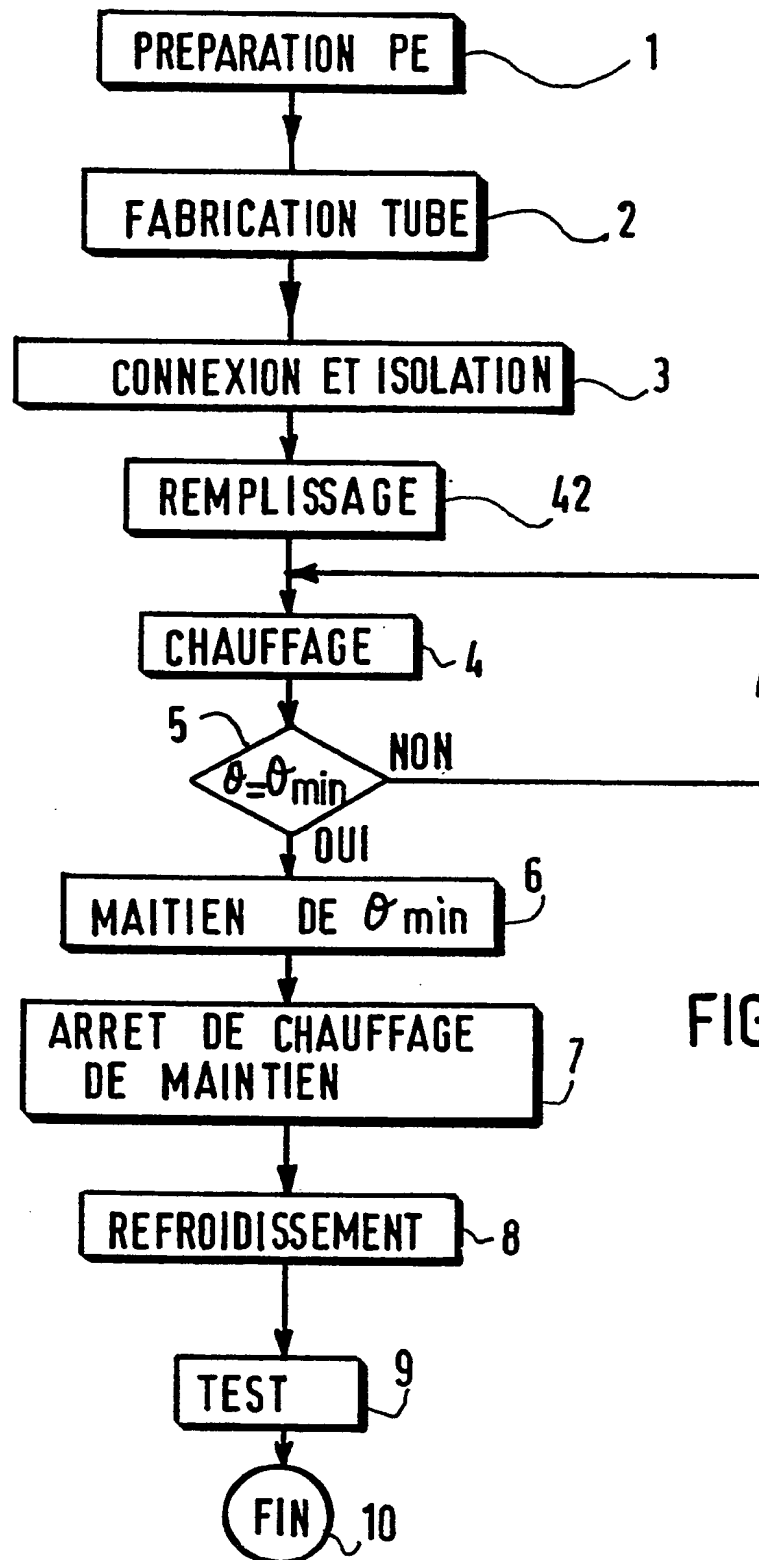 PREPARATION PE
1
FABRICATION TUBE
2
CONNEXION ET ISOLATION
3
REMPLISSAGE
42
CHAUFFAGE
4
5
θ=θmin
NON
OUI
MAITIEN DE θmin
6
FIG
ARRET DE CHAUFFAGE
DE MAINTIEN
7
REFROIDISSEMENT
8
TEST
9
FIN
10